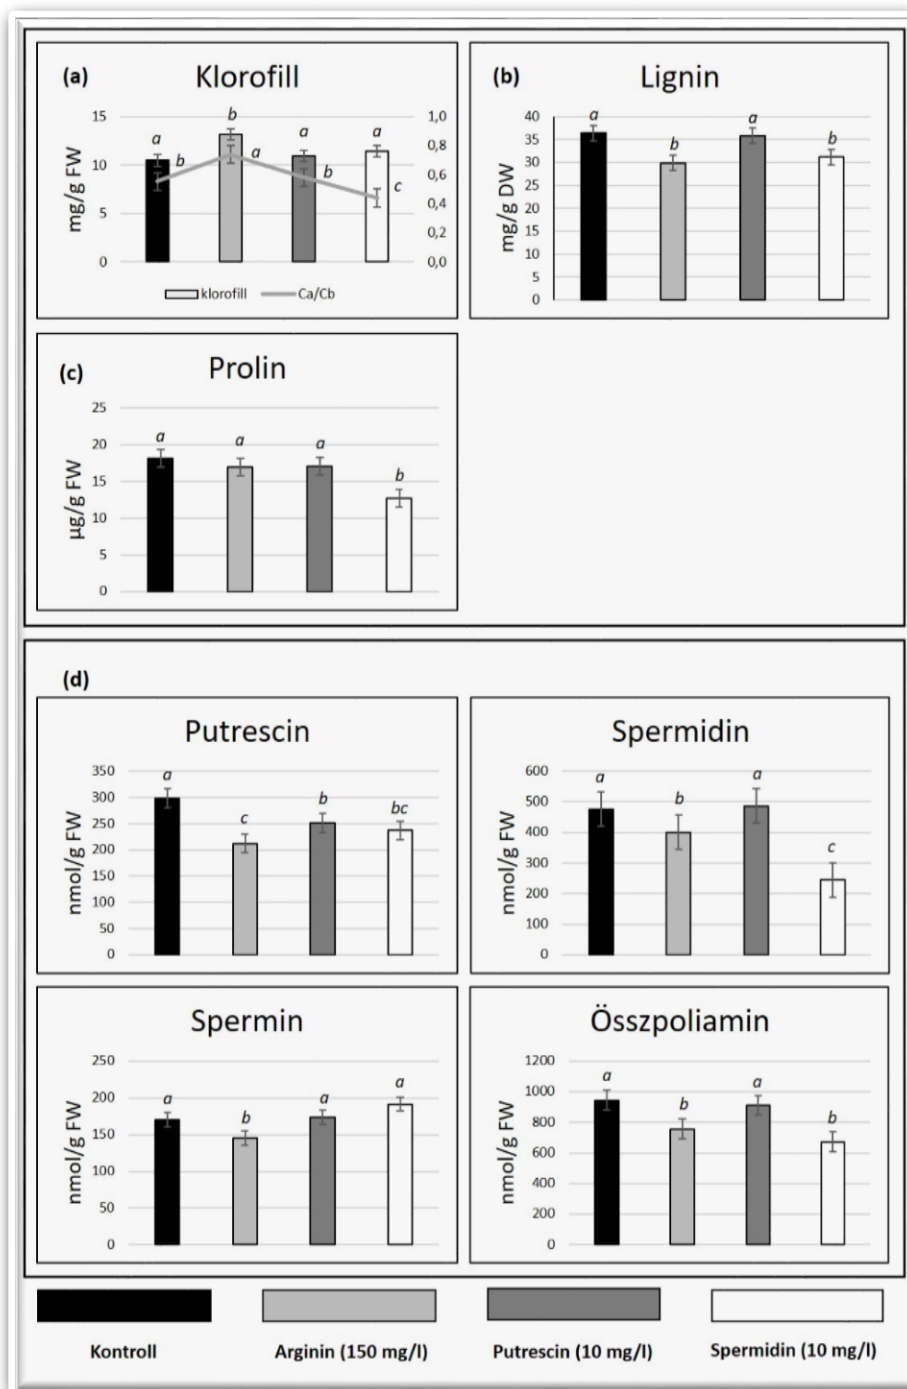 (a) Klorofill
mg/g FW
15
10
5
0
a b a a
b a b c
1,0
0,8
0,6
0,4
0,2
0,0
klorofill Ca/Cb
(b) Lignin
mg/g DW
40
35
30
25
20
15
10
5
0
a b a b
(c) Prolin
µg/g FW
25
20
15
10
5
0
a a a b
(d)
Putrescin
nmol/g FW
350
300
250
200
150
100
50
0
a c b bc
Spermidin
nmol/g FW
600
500
400
300
200
100
0
a b a c
Spermin
nmol/g FW
250
200
150
100
50
0
a b a a
Összpoliamin
nmol/g FW
1200
1000
800
600
400
200
0
a b a b
Kontroll Arginin (150 mg/l) Putrescin (10 mg/l) Spermidin (10 mg/l)